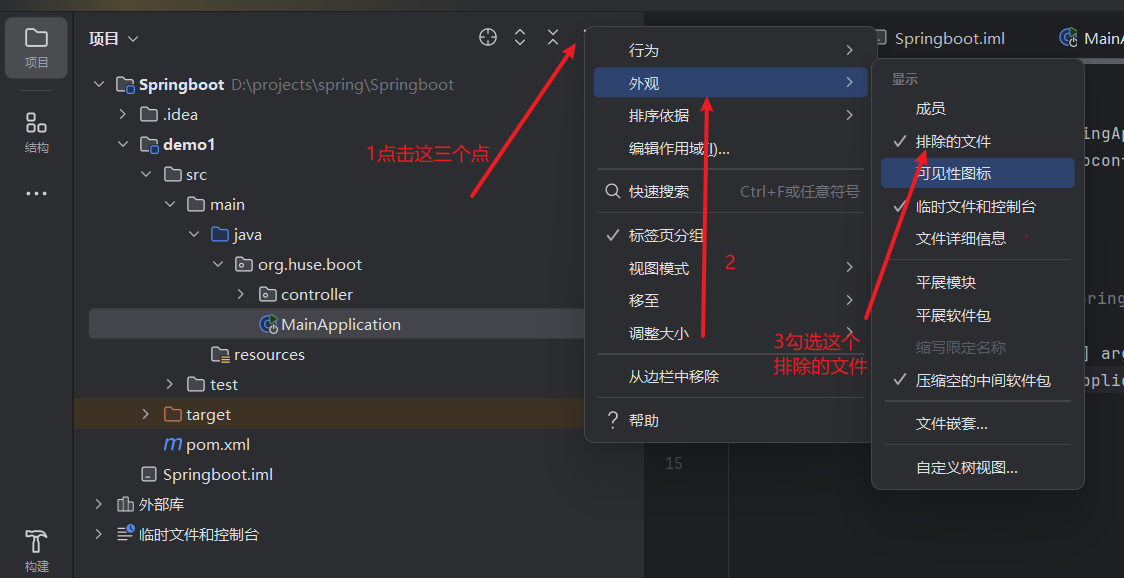 项目
项目
结构
构建
Springboot D:\projects\spring\Springboot
.idea
demo1
src
main
java
org.huse.boot
controller
MainApplication
resources
test
target
pom.xml
Springboot.iml
外部库
临时文件和控制台
1点击这三个点
行为
外观
排序依据
编辑作用域(I)...
快速搜索 Ctrl+F或任意符号
标签页分组
视图模式
移至
调整大小
从边栏中移除
帮助
2
3勾选这个
排除的文件
Springboot.iml
显示
成员
排除的文件
可见性图标
临时文件和控制台
文件详细信息
平展模块
平展软件包
缩写限定名称
压缩空的中间软件包
文件嵌套...
自定义树视图...
15